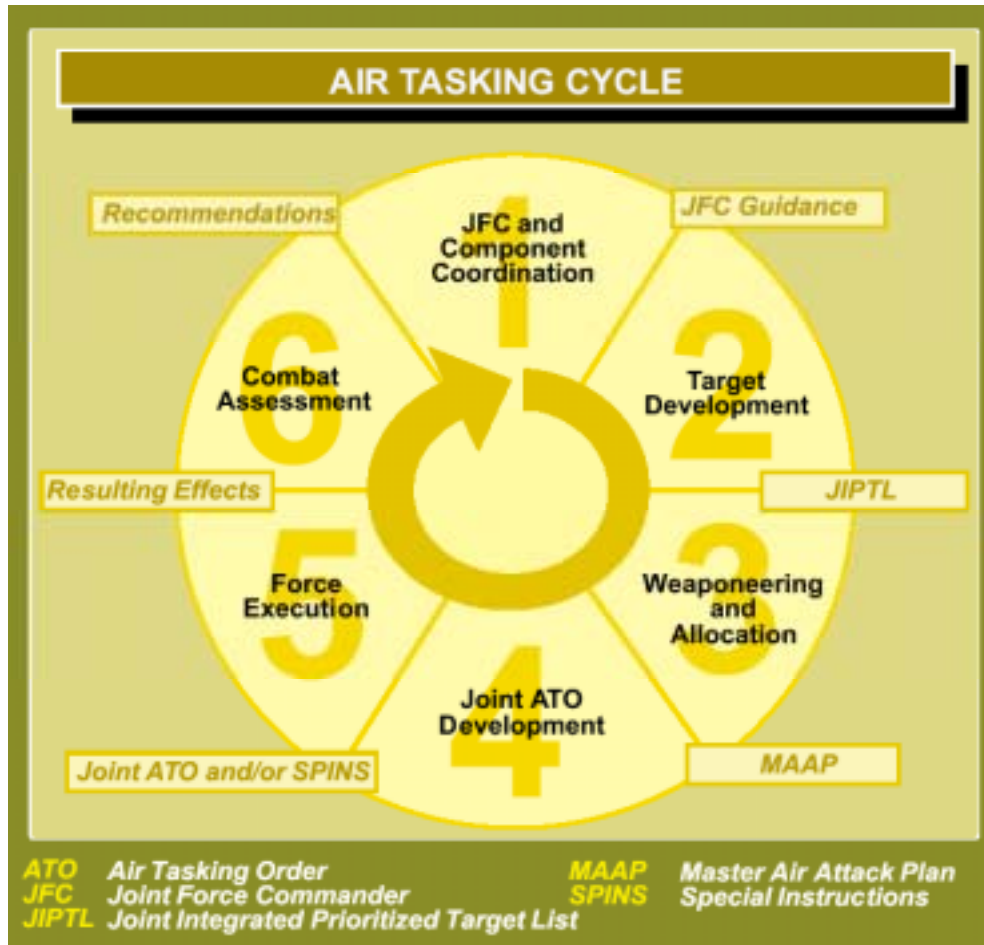 AIR TASKING CYCLE
Recommendations
JFC Guidance
1
JFC and
Component
Coordination
2
Target
Development
JIPTL
3
Weaponeering
and
Allocation
MAAP
4
Joint ATO
Development
Joint ATO and/or SPINS
5
Force
Execution
Resulting Effects
6
Combat
Assessment
ATO Air Tasking Order
JFC Joint Force Commander
JIPTL Joint Integrated Prioritized Target List
MAAP Master Air Attack Plan
SPINS Special Instructions